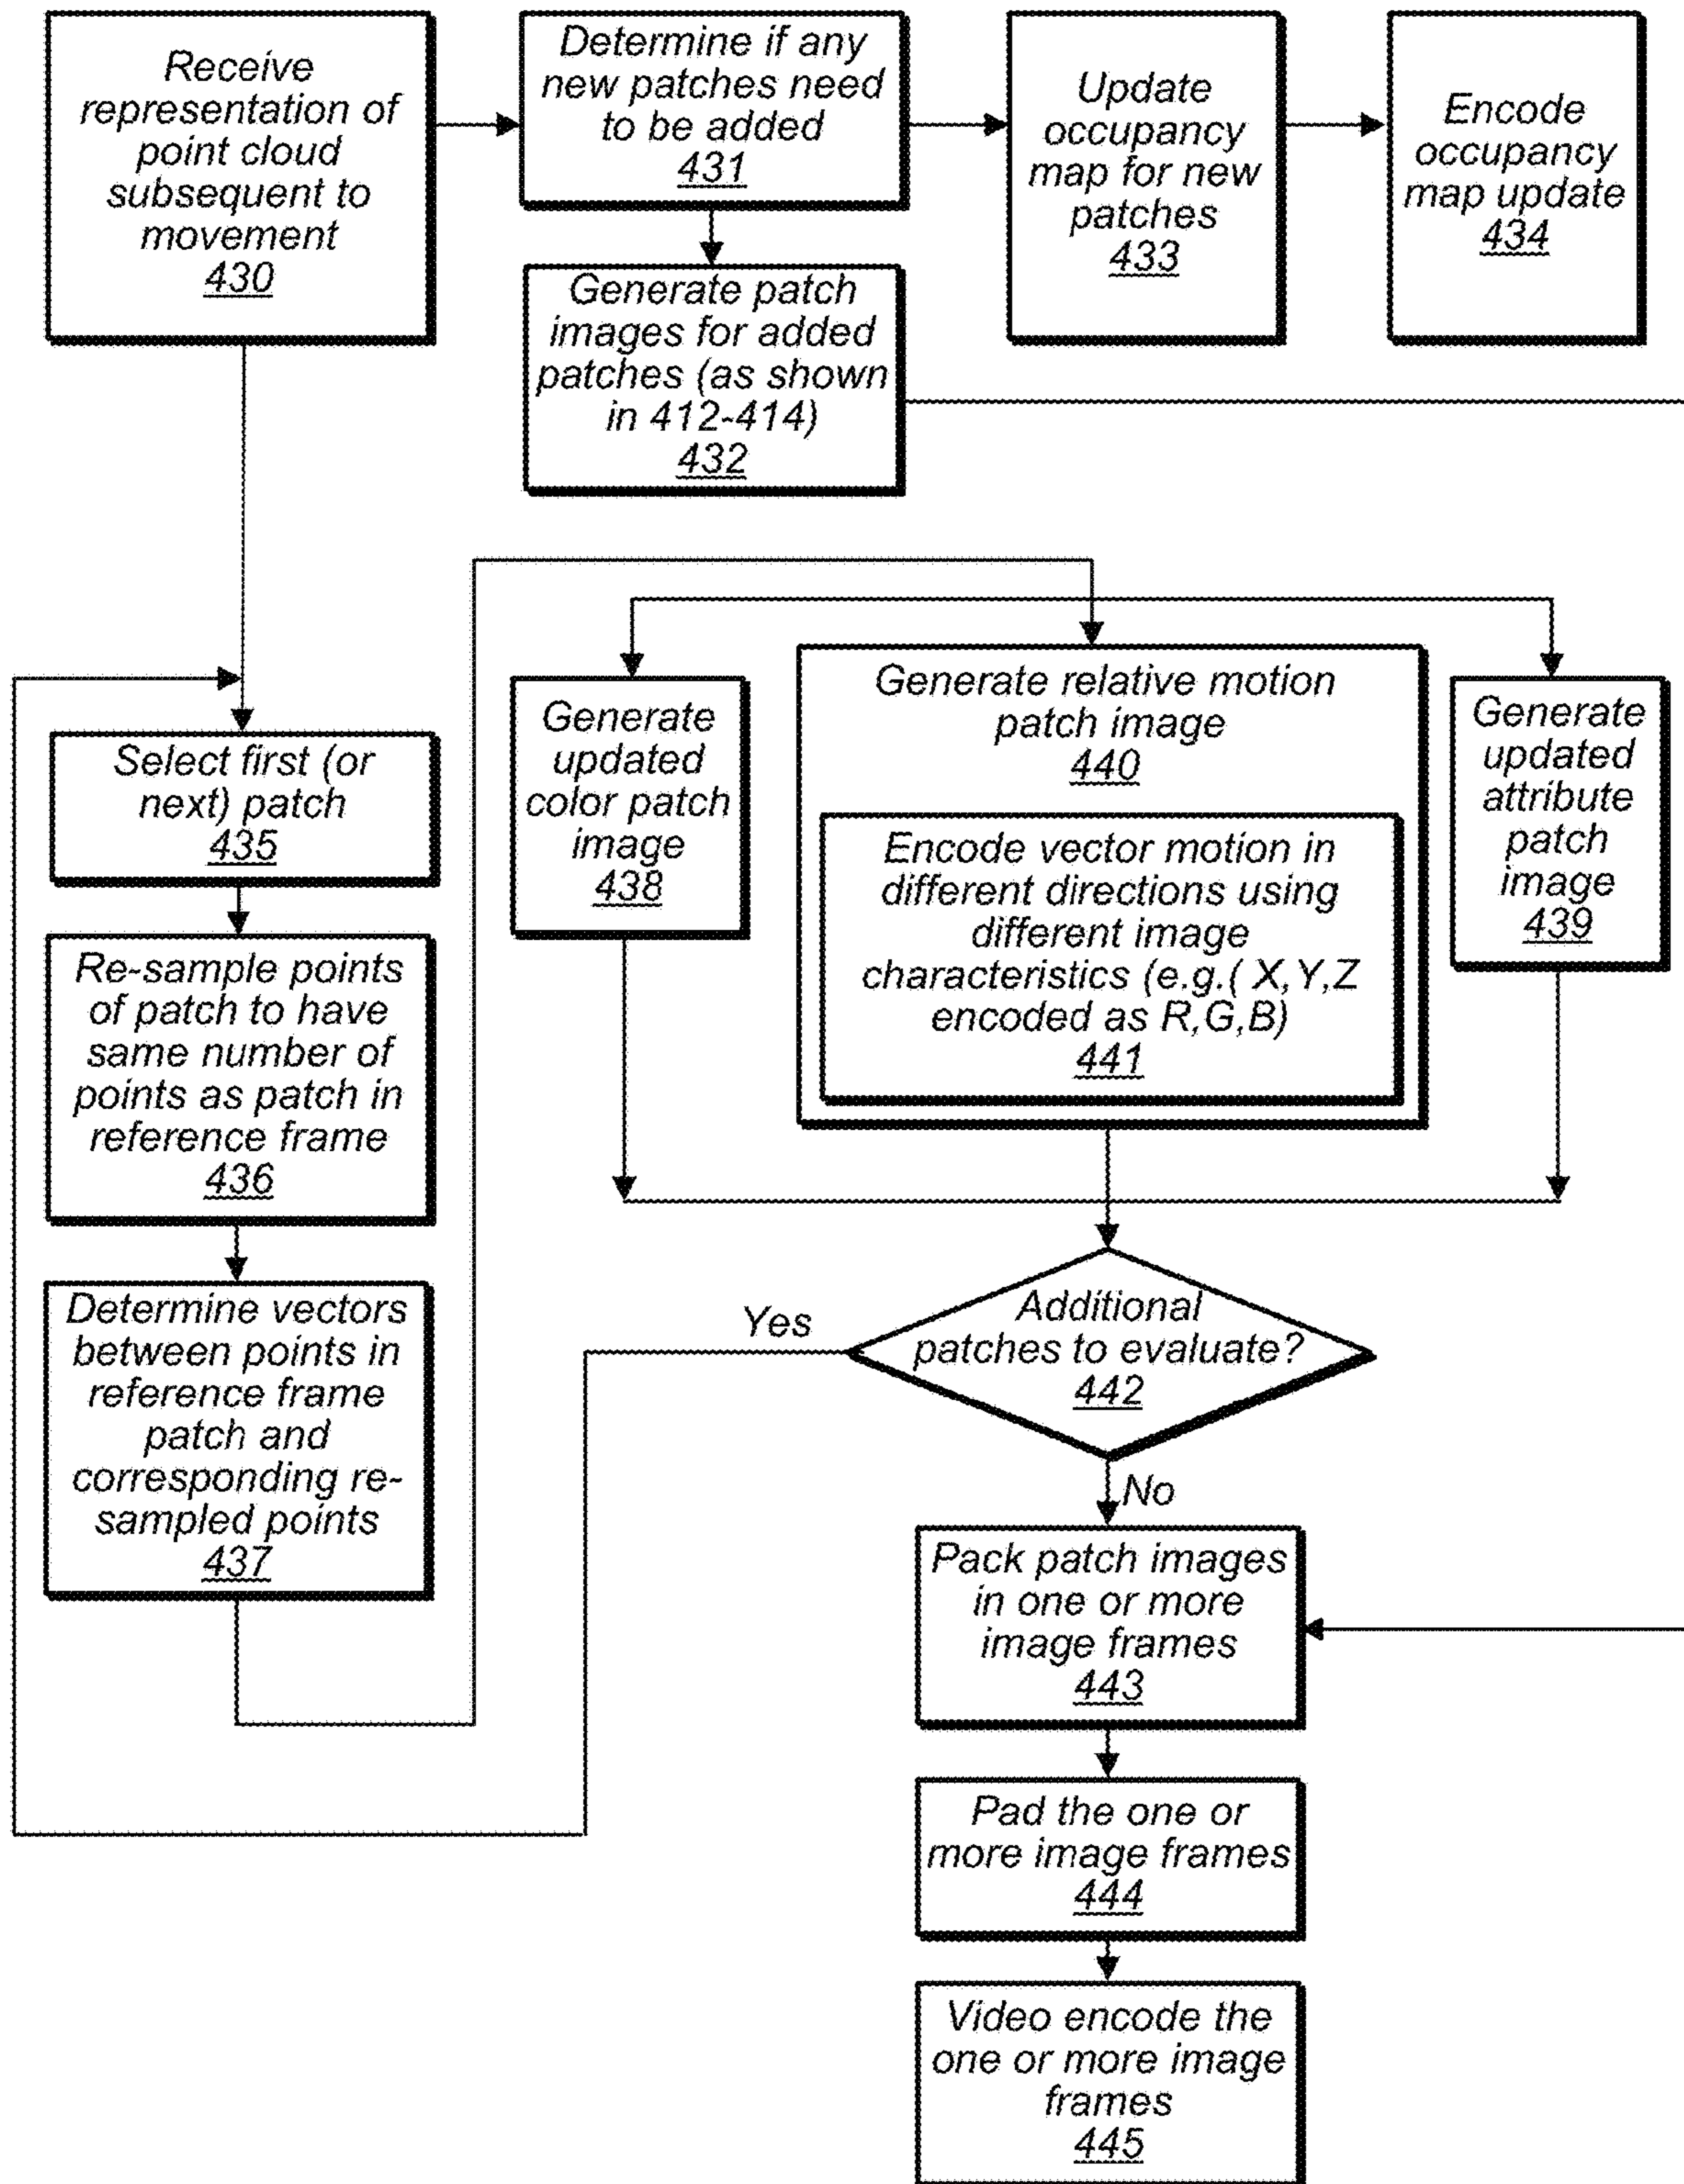 Receive
representation of
point cloud
subsequent to
movement
430
Determine if any
new patches need
to be added
431
Update
occupancy
map for new
patches
433
Encode
occupancy
map update
434
Generate patch
images for added
patches (as shown
in 412-414)
432
Select first (or
next) patch
435
Re-sample points
of patch to have
same number of
points as patch in
reference frame
436
Determine vectors
between points in
reference frame
patch and
corresponding re-
sampled points
437
Generate
updated
color patch
image
438
Generate relative motion
patch image
440
Encode vector motion in
different directions using
different image
characteristics (e.g.( X,Y,Z
encoded as R,G,B)
441
Generate
updated
attribute
patch
image
439
Additional
patches to evaluate?
442
Yes
No
Pack patch images
in one or more
image frames
443
Pad the one or
more image frames
444
Video encode the
one or more image
frames
445